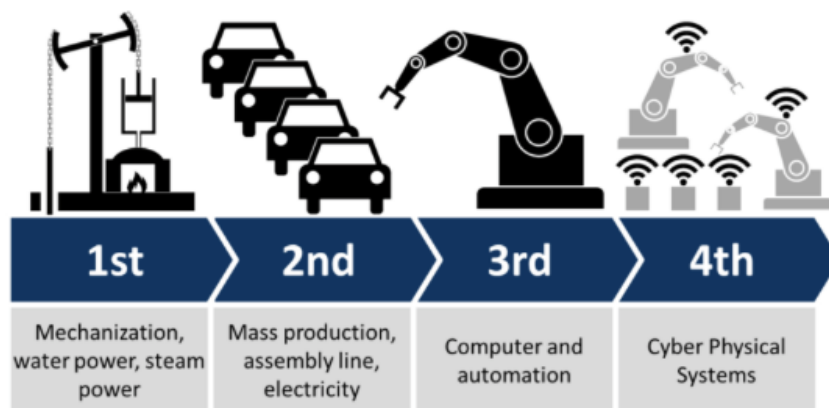 1st
2nd
3rd
4th
Mechanization,
water power, steam
power
Mass production,
assembly line,
electricity
Computer and
automation
Cyber Physical
Systems